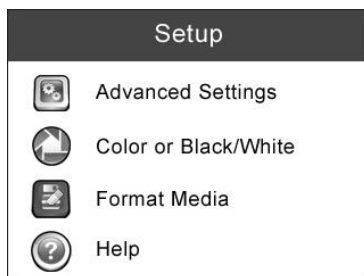 Setup
Advanced Settings
Color or Black/White
Format Media
Help